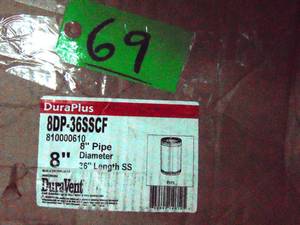 69
DuraPlus
8DP-36SSCF
810000610
8" Pipe
8"
Diameter
36" Length SS
DuraVent